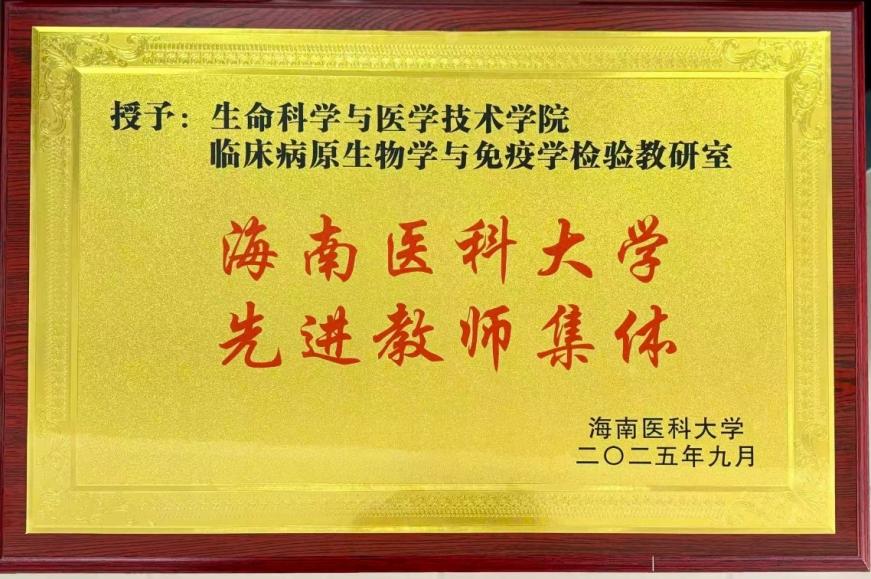 授予：生命科学与医学技术学院
临床病原生物学与免疫学检验教研室
海南医科大学
先进教师集体
海南医科大学
二〇二五年九月